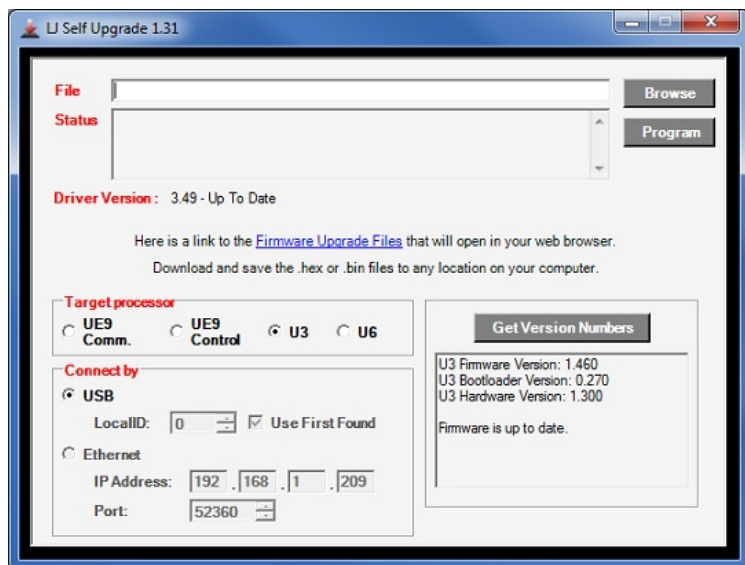 LJ Self Upgrade 1.31
File
Browse
Status
Program
Driver Version : 3.49 - Up To Date
Here is a link to the Firmware Upgrade Files that will open in your web browser.
Download and save the .hex or .bin files to any location on your computer.
Target processor
UE9 Comm.
UE9 Control
U3
U6
Get Version Numbers
U3 Firmware Version: 1.460
U3 Bootloader Version: 0.270
U3 Hardware Version: 1.300
Firmware is up to date.
Connect by
USB
LocalID: 0 Use First Found
Ethernet
IP Address: 192 . 168 . 1 . 209
Port: 52360